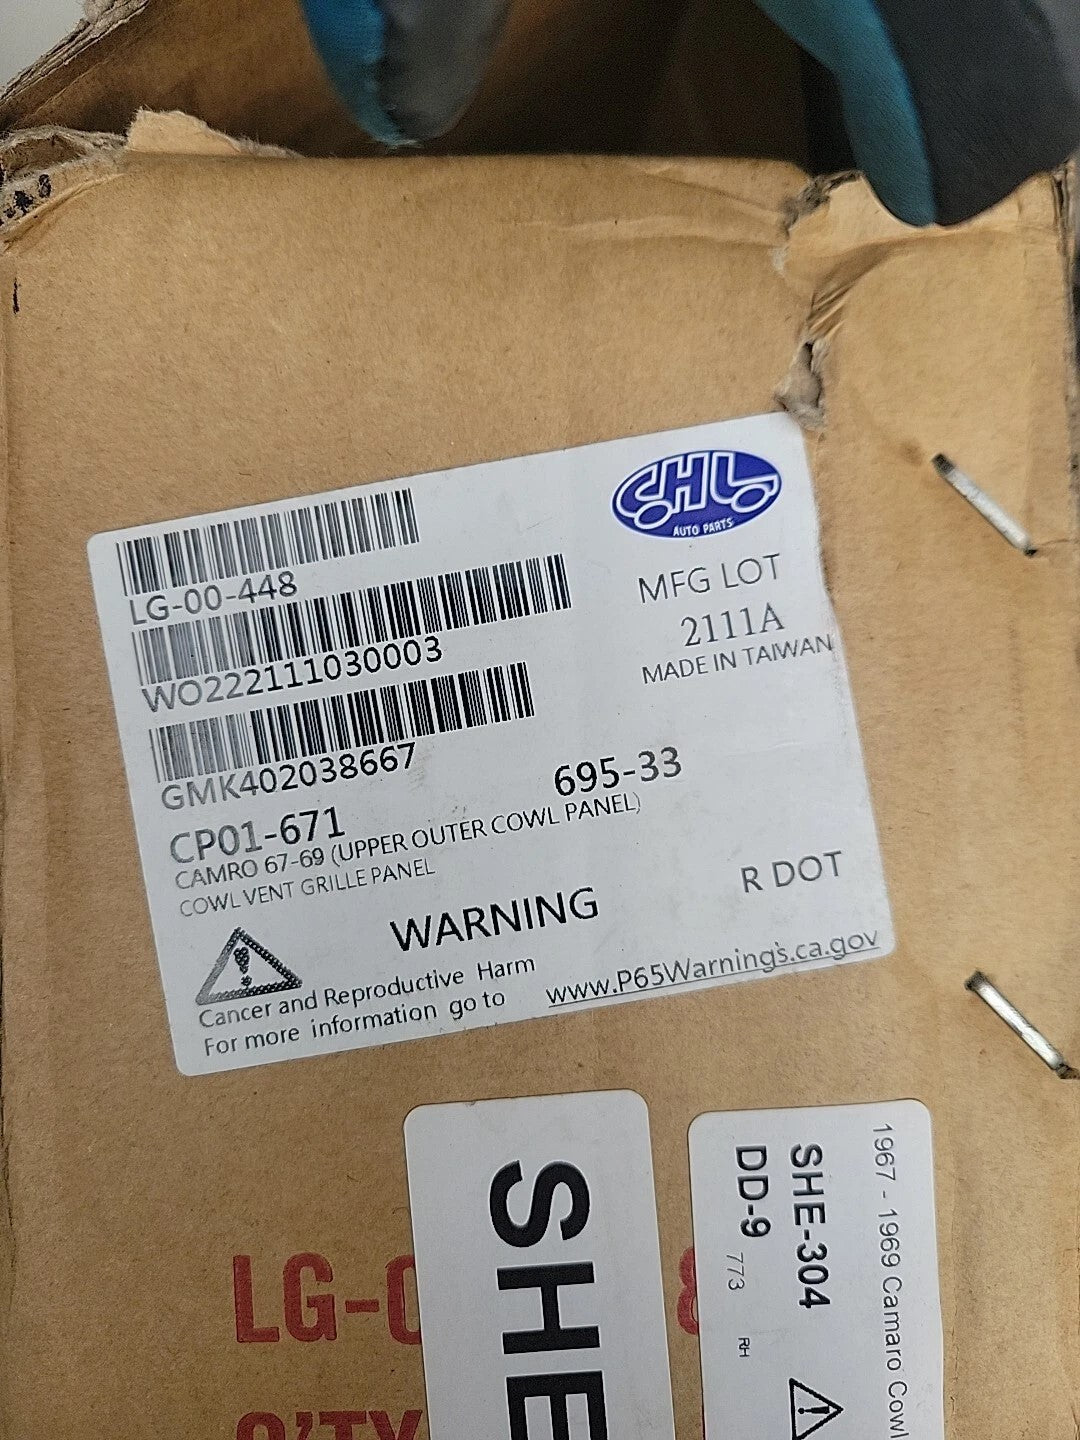 CHL
AUTO PARTS
LG-00-448
MFG LOT
WO222111030003
2111A
MADE IN TAIWAN
GMK402038667
CP01-671
695-33
CAMRO 67-69 (UPPER OUTER COWL PANEL)
COWL VENT GRILLE PANEL
R DOT
WARNING
Cancer and Reproductive Harm
For more information go to www.P65Warnings.ca.gov
SHE
1967 - 1969 Camaro Cowl
SHE-304
DD-9
773
RH
LG-0 8
Q'TY